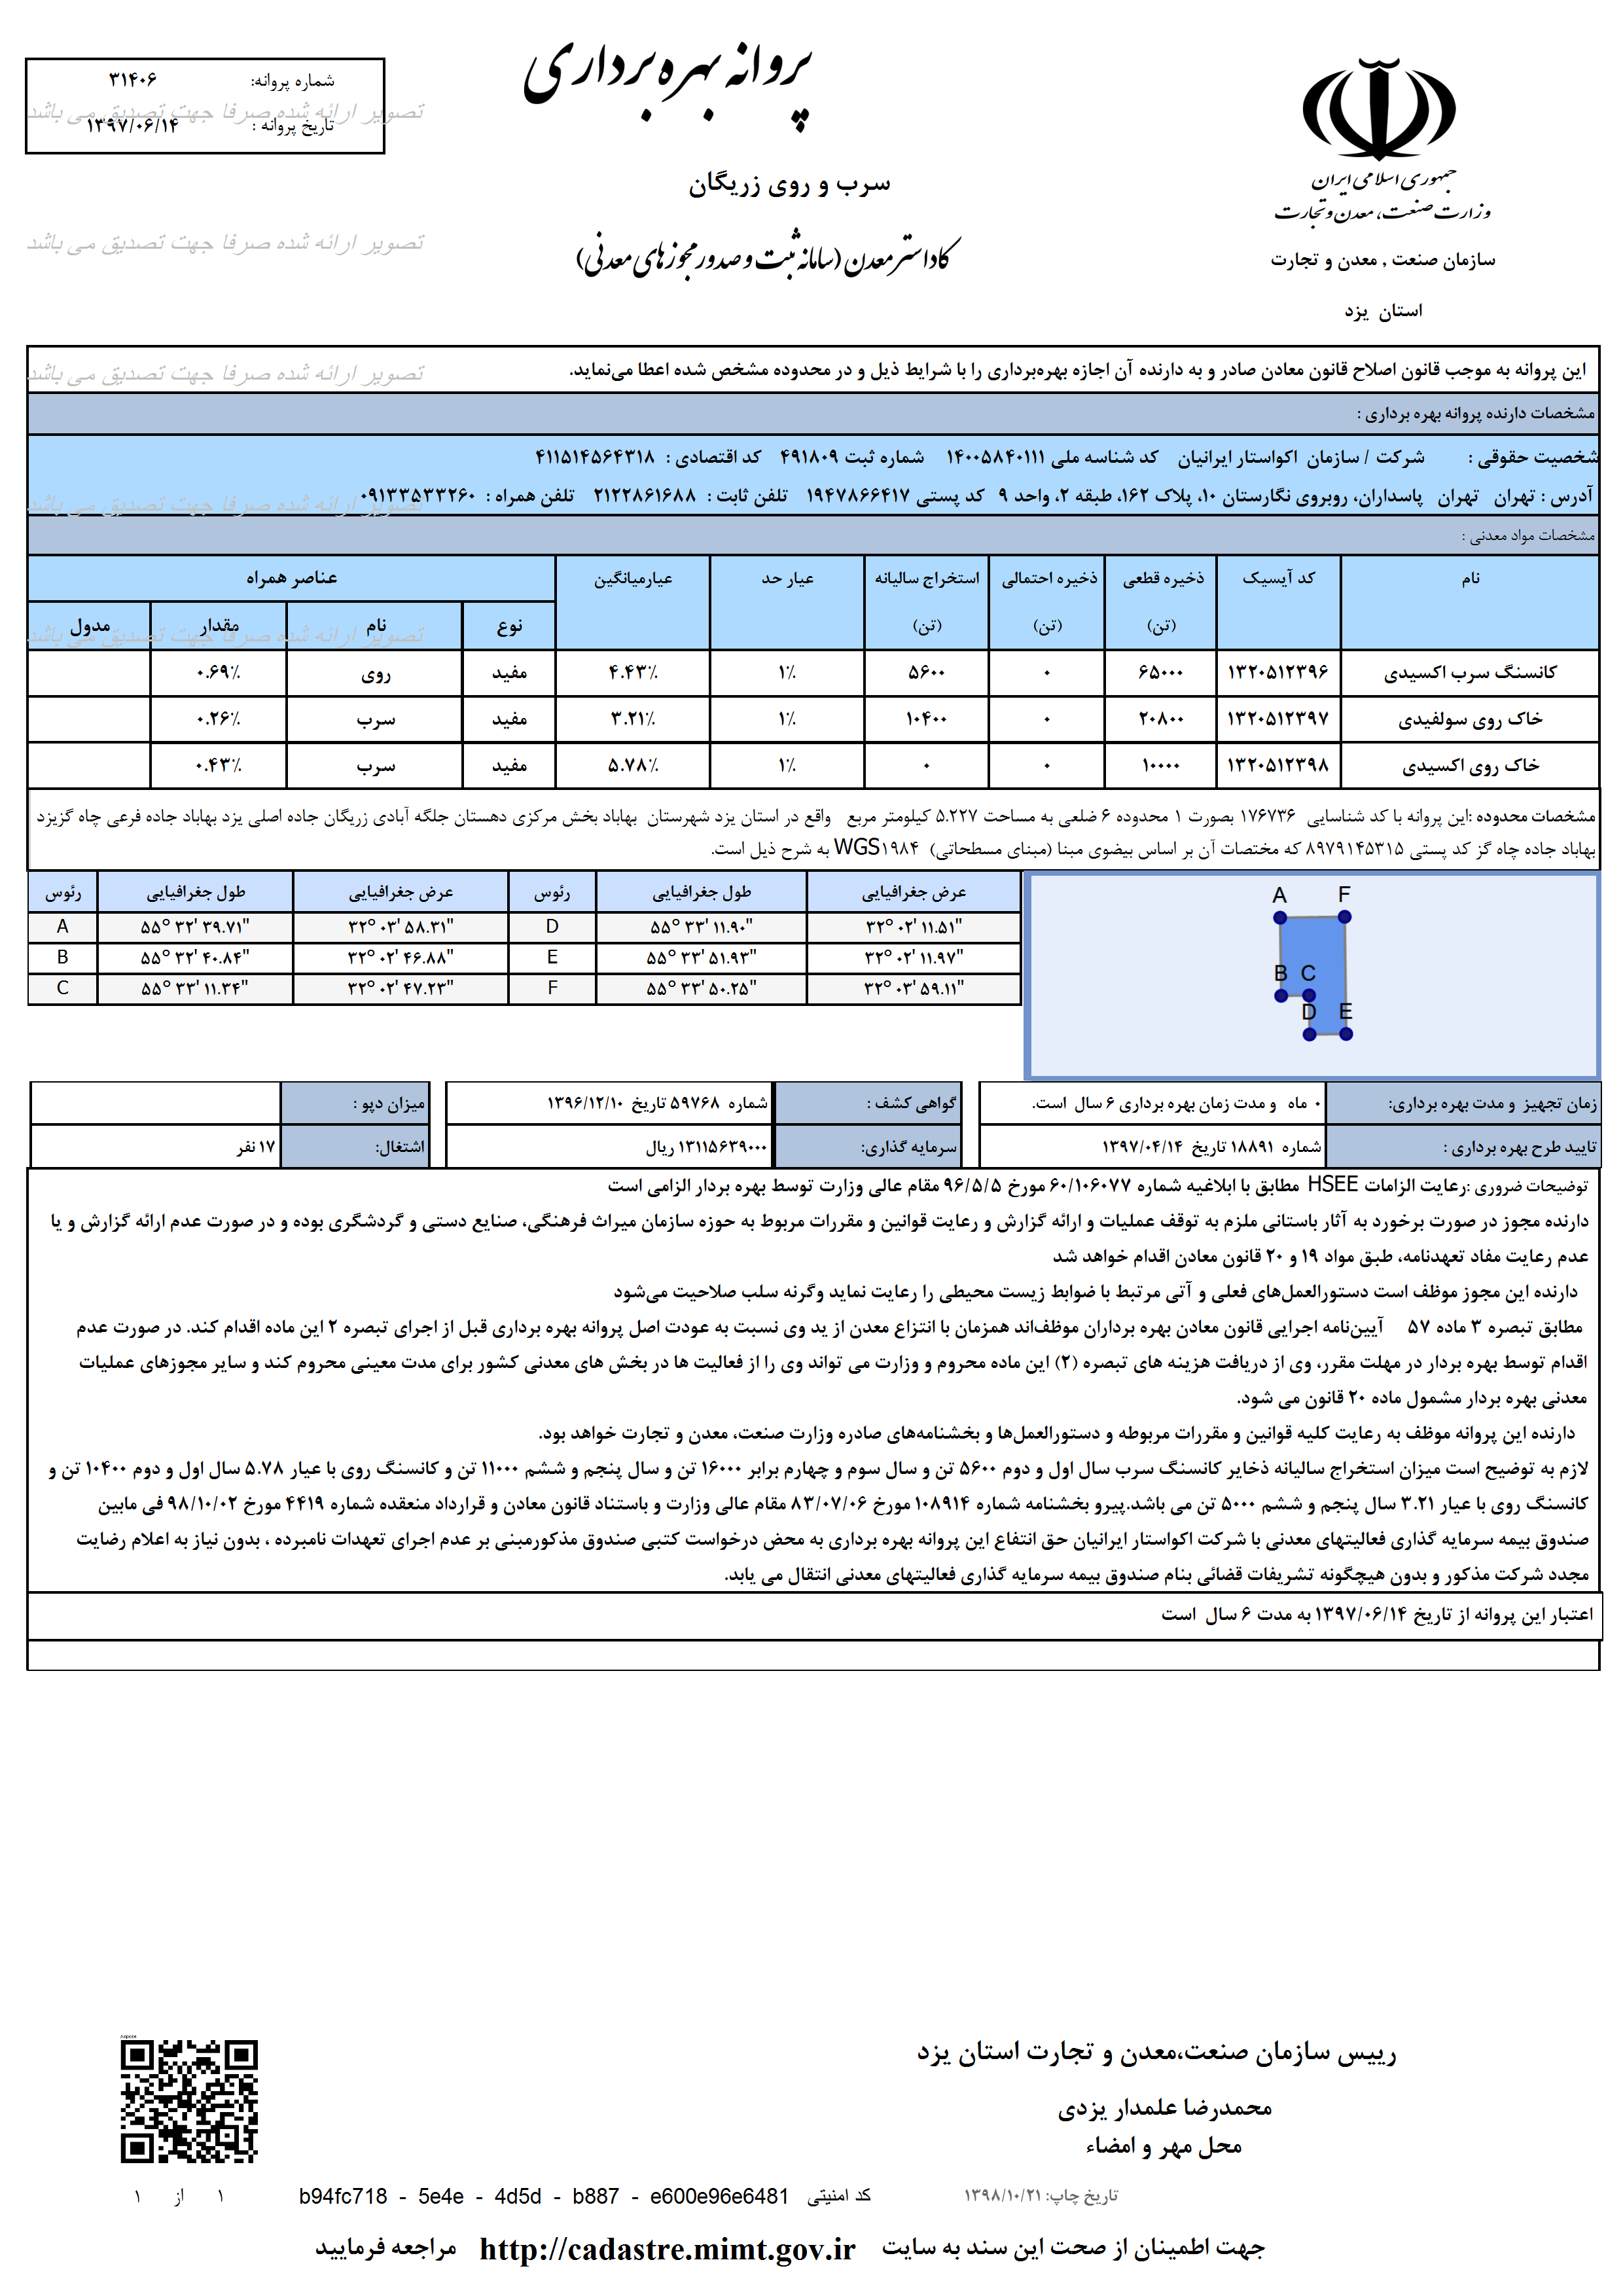 پروانه بهره برداری
سرب و روی زریگان
کاداستر معدن (سامانه ثبت و صدور مجوزهای معدنی)
جمهوری اسلامی ایران
وزارت صنعت، معدن و تجارت
سازمان صنعت , معدن و تجارت
استان یزد
شماره پروانه: ۳۱۴۰۶
تصویر ارائه شده صرفا جهت تصدیق می باشد
تاریخ پروانه : ۱۳۹۷/۰۶/۱۴
تصویر ارائه شده صرفا جهت تصدیق می باشد
این پروانه به موجب قانون اصلاح قانون معادن صادر و به دارنده آن اجازه بهره‌برداری را با شرایط ذیل و در محدوده مشخص شده اعطا می‌نماید.
تصویر ارائه شده صرفا جهت تصدیق می باشد
مشخصات دارنده پروانه بهره برداری :
شخصیت حقوقی : شرکت / سازمان اکواستار ایرانیان کد شناسه ملی ۱۴۰۰۵۸۴۰۱۱۱ شماره ثبت ۴۹۱۸۰۹ کد اقتصادی : ۴۱۱۵۱۴۵۶۴۳۱۸
آدرس : تهران تهران پاسداران، روبروی نگارستان ۱۰، پلاک ۱۶۲، طبقه ۲، واحد ۹ کد پستی ۱۹۴۷۸۶۶۴۱۷ تلفن ثابت : ۲۱۲۲۸۶۱۶۸۸ تلفن همراه : ۰۹۱۳۳۵۳۳۲۶۰
تصویر ارائه شده صرفا جهت تصدیق می باشد
مشخصات مواد معدنی :
نام کد آیسیک ذخیره قطعی (تن) ذخیره احتمالی (تن) استخراج سالیانه (تن) عیار حد عیارمیانگین عناصر همراه
نوع نام مقدار مدول
تصویر ارائه شده صرفا جهت تصدیق می باشد
کانسنگ سرب اکسیدی ۱۳۲۰۵۱۲۳۹۶ ۶۵۰۰۰ ۰ ۵۶۰۰ ۱٪ ۴.۴۳٪ مفید روی ۰.۶۹٪
خاک روی سولفیدی ۱۳۲۰۵۱۲۳۹۷ ۲۰۸۰۰ ۰ ۱۰۴۰۰ ۱٪ ۳.۲۱٪ مفید سرب ۰.۲۶٪
خاک روی اکسیدی ۱۳۲۰۵۱۲۳۹۸ ۱۰۰۰۰ ۰ ۰ ۱٪ ۵.۷۸٪ مفید سرب ۰.۴۳٪
مشخصات محدوده :این پروانه با کد شناسایی ۱۷۶۷۳۶ بصورت ۱ محدوده ۶ ضلعی به مساحت ۵.۲۲۷ کیلومتر مربع واقع در استان یزد شهرستان بهاباد بخش مرکزی دهستان جلگه آبادی زریگان جاده اصلی یزد بهاباد جاده فرعی چاه گزیزد
بهاباد جاده چاه گز کد پستی ۸۹۷۹۱۴۵۳۱۵ که مختصات آن بر اساس بیضوی مبنا (مبنای مسطحاتی) WGS۱۹۸۴ به شرح ذیل است.
رئوس طول جغرافیایی عرض جغرافیایی رئوس طول جغرافیایی عرض جغرافیایی
A ۵۵° ۳۲' ۳۹.۷۱" ۳۲° ۰۳' ۵۸.۳۱" D ۵۵° ۳۳' ۱۱.۹۰" ۳۲° ۰۲' ۱۱.۵۱"
B ۵۵° ۳۲' ۴۰.۸۴" ۳۲° ۰۲' ۴۶.۸۸" E ۵۵° ۳۳' ۵۱.۹۳" ۳۲° ۰۲' ۱۱.۹۷"
C ۵۵° ۳۳' ۱۱.۳۴" ۳۲° ۰۲' ۴۷.۲۳" F ۵۵° ۳۳' ۵۰.۲۵" ۳۲° ۰۳' ۵۹.۱۱"
A F
B C
D E
زمان تجهیز و مدت بهره برداری: ۰ ماه و مدت زمان بهره برداری ۶ سال است. گواهی کشف : شماره ۵۹۷۶۸ تاریخ ۱۳۹۶/۱۲/۱۰ میزان دپو :
تایید طرح بهره برداری : شماره ۱۸۸۹۱ تاریخ ۱۳۹۷/۰۴/۱۴ سرمایه گذاری: ۱۳۱۱۵۶۳۹۰۰۰ ریال اشتغال: ۱۷ نفر
توضیحات ضروری :رعایت الزامات HSEE مطابق با ابلاغیه شماره ۶۰/۱۰۶۰۷۷ مورخ ۹۶/۵/۵ مقام عالی وزارت توسط بهره بردار الزامی است
دارنده مجوز در صورت برخورد به آثار باستانی ملزم به توقف عملیات و ارائه گزارش و رعایت قوانین و مقررات مربوط به حوزه سازمان میراث فرهنگی، صنایع دستی و گردشگری بوده و در صورت عدم ارائه گزارش و یا
عدم رعایت مفاد تعهدنامه، طبق مواد ۱۹ و ۲۰ قانون معادن اقدام خواهد شد
دارنده این مجوز موظف است دستورالعمل‌های فعلی و آتی مرتبط با ضوابط زیست محیطی را رعایت نماید وگرنه سلب صلاحیت می‌شود
مطابق تبصره ۳ ماده ۵۷ آیین‌نامه اجرایی قانون معادن بهره برداران موظف‌اند همزمان با انتزاع معدن از ید وی نسبت به عودت اصل پروانه بهره برداری قبل از اجرای تبصره ۲ این ماده اقدام کند. در صورت عدم
اقدام توسط بهره بردار در مهلت مقرر، وی از دریافت هزینه های تبصره (۲) این ماده محروم و وزارت می تواند وی را از فعالیت ها در بخش های معدنی کشور برای مدت معینی محروم کند و سایر مجوزهای عملیات
معدنی بهره بردار مشمول ماده ۲۰ قانون می شود.
دارنده این پروانه موظف به رعایت کلیه قوانین و مقررات مربوطه و دستورالعمل‌ها و بخشنامه‌های صادره وزارت صنعت، معدن و تجارت خواهد بود.
لازم به توضیح است میزان استخراج سالیانه ذخایر کانسنگ سرب سال اول و دوم ۵۶۰۰ تن و سال سوم و چهارم برابر ۱۶۰۰۰ تن و سال پنجم و ششم ۱۱۰۰۰ تن و کانسنگ روی با عیار ۵.۷۸ سال اول و دوم ۱۰۴۰۰ تن و
کانسنگ روی با عیار ۳.۲۱ سال پنجم و ششم ۵۰۰۰ تن می باشد.پیرو بخشنامه شماره ۱۰۸۹۱۴ مورخ ۸۳/۰۷/۰۶ مقام عالی وزارت و باستناد قانون معادن و قرارداد منعقده شماره ۴۴۱۹ مورخ ۹۸/۱۰/۰۲ فی مابین
صندوق بیمه سرمایه گذاری فعالیتهای معدنی با شرکت اکواستار ایرانیان حق انتفاع این پروانه بهره برداری به محض درخواست کتبی صندوق مذکورمبنی بر عدم اجرای تعهدات نامبرده ، بدون نیاز به اعلام رضایت
مجدد شرکت مذکور و بدون هیچگونه تشریفات قضائی بنام صندوق بیمه سرمایه گذاری فعالیتهای معدنی انتقال می یابد.
اعتبار این پروانه از تاریخ ۱۳۹۷/۰۶/۱۴ به مدت ۶ سال است
رییس سازمان صنعت،معدن و تجارت استان یزد
محمدرضا علمدار یزدی
محل مهر و امضاء
تاریخ چاپ: ۱۳۹۸/۱۰/۲۱ کد امنیتی b94fc718 - 5e4e - 4d5d - b887 - e600e96e6481 ۱ از ۱
جهت اطمینان از صحت این سند به سایت http://cadastre.mimt.gov.ir مراجعه فرمایید